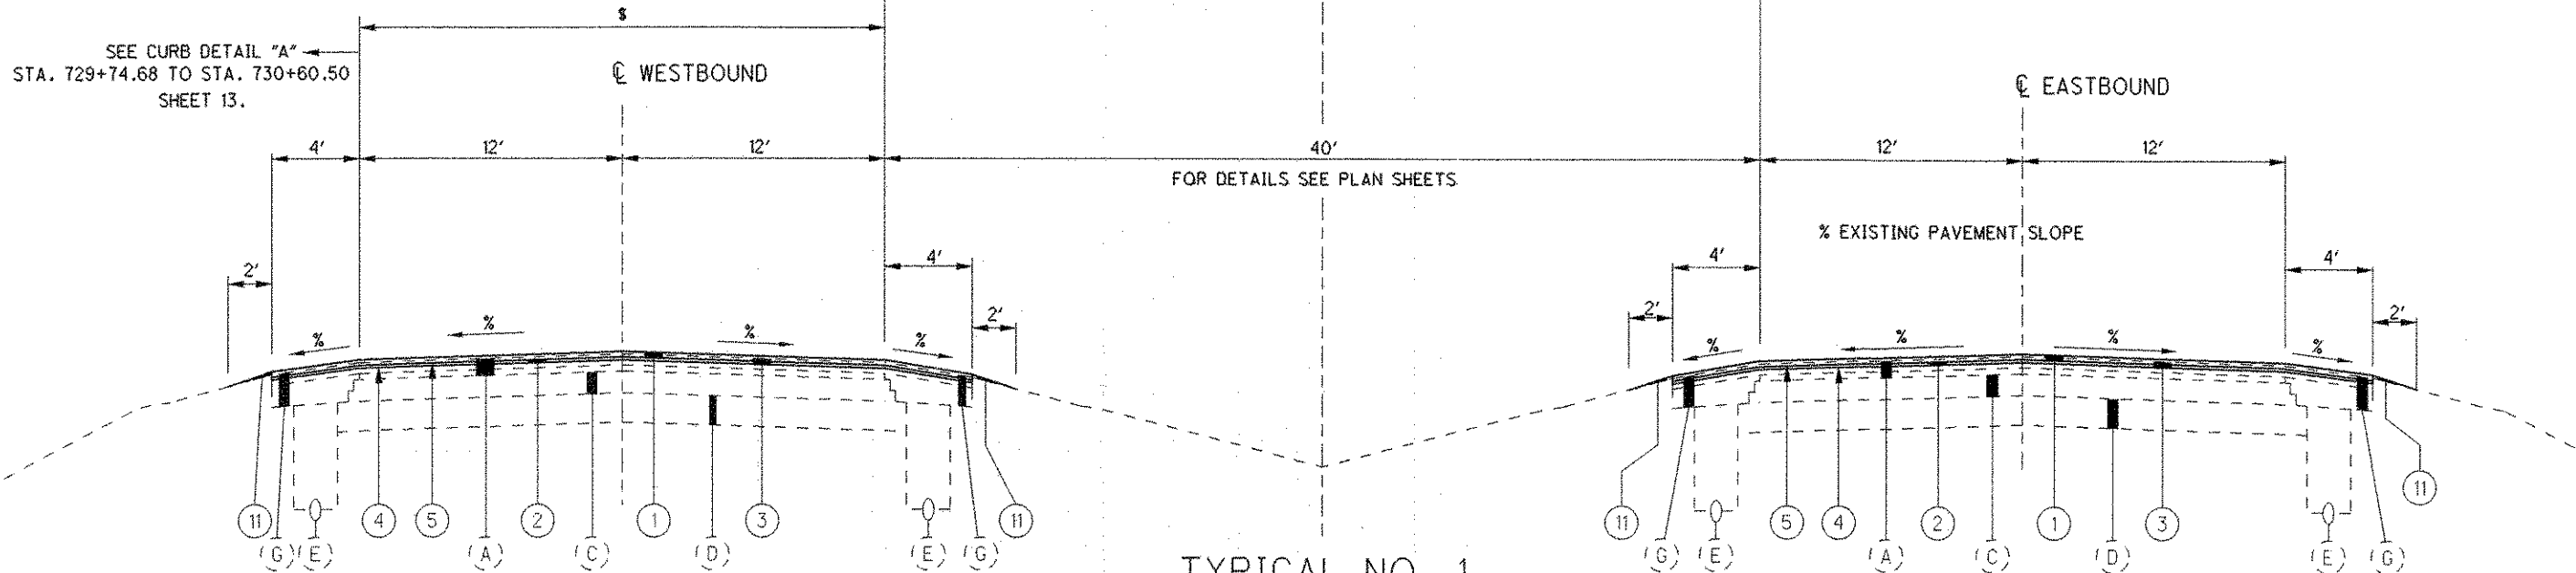 $
SEE CURB DETAIL "A"
STA. 729+74.68 TO STA. 730+60.50
SHEET 13.
℄ WESTBOUND
℄ EASTBOUND
4' 12' 12' 40' 12' 12'
FOR DETAILS SEE PLAN SHEETS
% EXISTING PAVEMENT SLOPE
2' 4' 2' 2' 4' 4' 2'
% % % % % % % %
11 4 5 2 1 3 11 11 5 4 2 1 3 11
G E A C D E G G E A C D E G
TYPICAL NO. 1